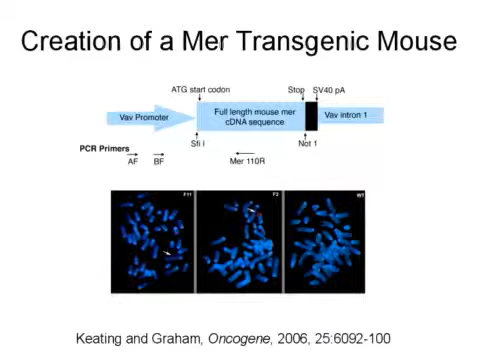 Creation of a Mer Transgenic Mouse
ATG start codon
Stop
SV40 pA
Vav Promoter
Full length mouse mer
cDNA sequence
Vav intron 1
Sfi I
Not 1
PCR Primers
AF
BF
Mer 110R
F11
F2
WT
Keating and Graham, Oncogene, 2006, 25:6092-100